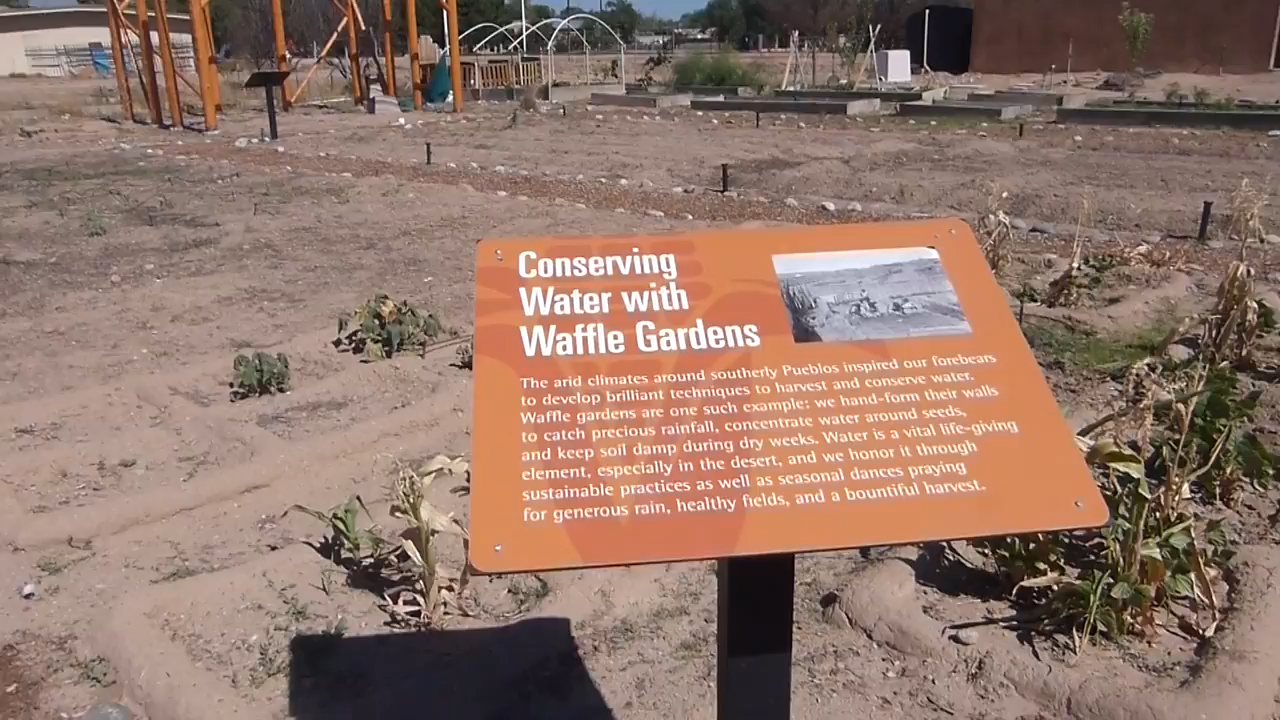 Conserving
Water with
Waffle Gardens
The arid climates around southerly Pueblos inspired our forebears
to develop brilliant techniques to harvest and conserve water.
Waffle gardens are one such example: we hand-form their walls
to catch precious rainfall, concentrate water around seeds,
and keep soil damp during dry weeks. Water is a vital life-giving
element, especially in the desert, and we honor it through
sustainable practices as well as seasonal dances praying
for generous rain, healthy fields, and a bountiful harvest.